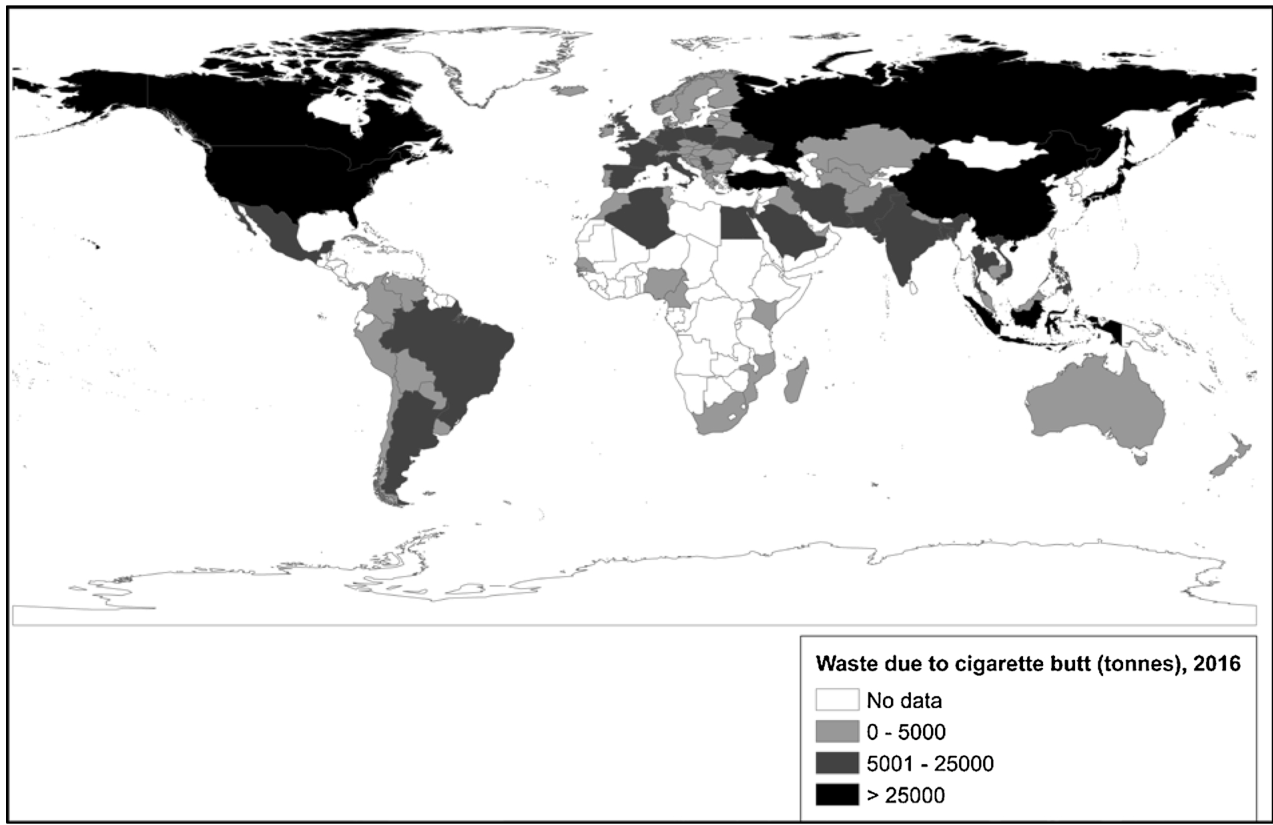 Waste due to cigarette butt (tonnes), 2016
No data
0 - 5000
5001 - 25000
> 25000